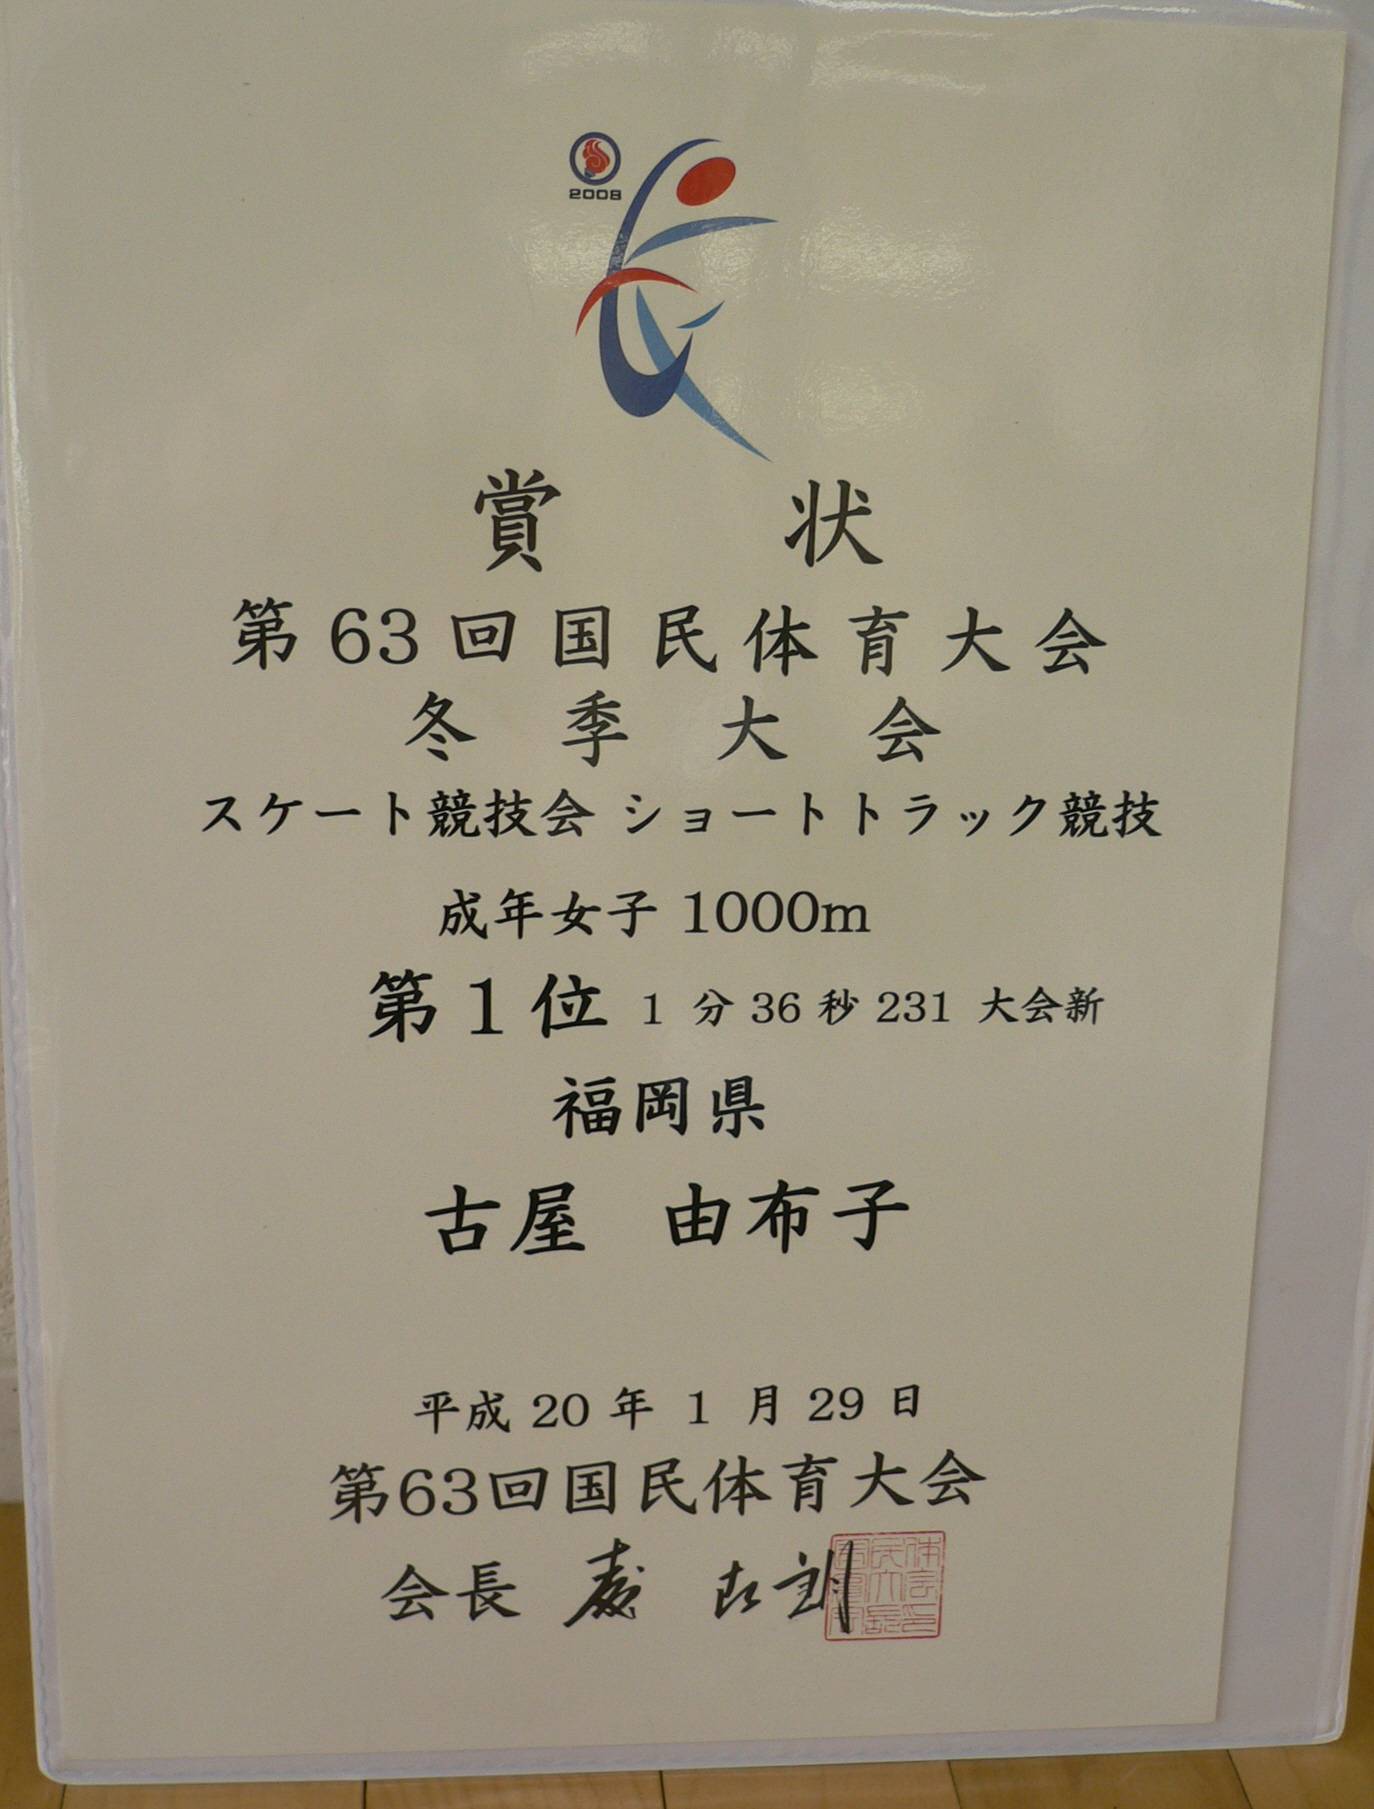 2008
賞 状
第63回国民体育大会
冬季大会
スケート競技会 ショートトラック競技
成年女子 1000m
第1位 1分36秒231 大会新
福岡県
古屋 由布子
平成20年1月29日
第63回国民体育大会
会長